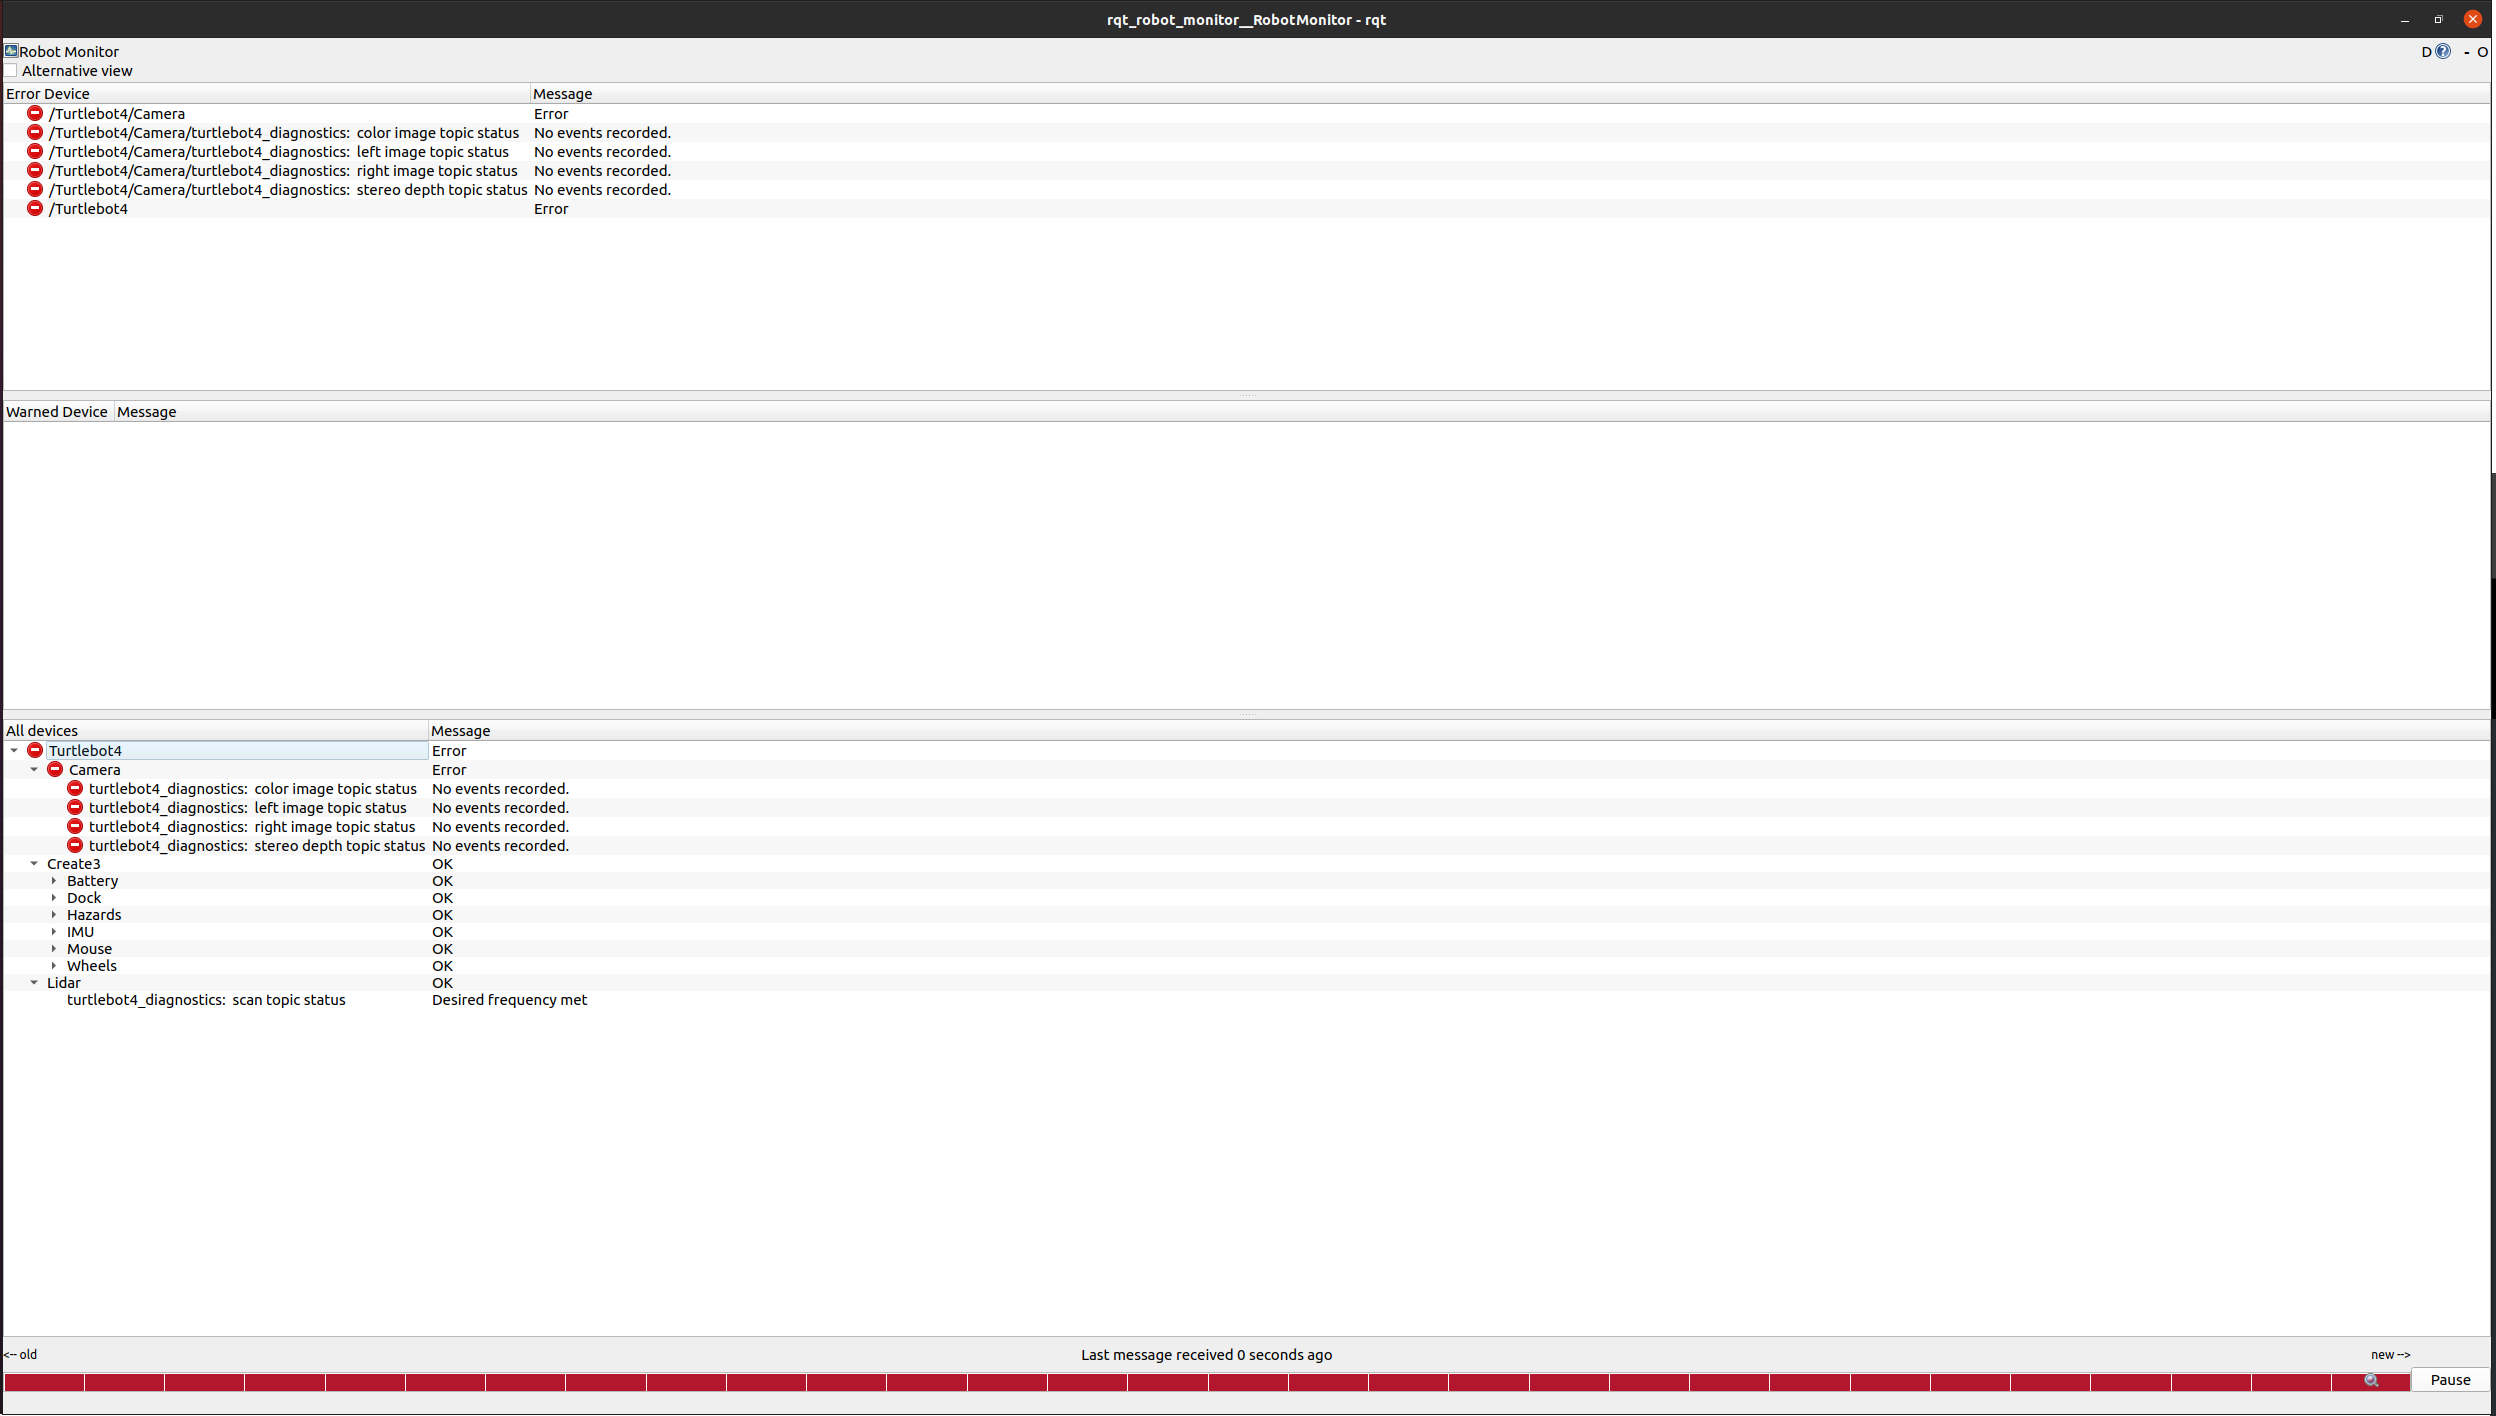 rqt_robot_monitor__RobotMonitor - rqt
Robot Monitor D ? - O
Alternative view
Error Device Message
/Turtlebot4/Camera Error
/Turtlebot4/Camera/turtlebot4_diagnostics: color image topic status No events recorded.
/Turtlebot4/Camera/turtlebot4_diagnostics: left image topic status No events recorded.
/Turtlebot4/Camera/turtlebot4_diagnostics: right image topic status No events recorded.
/Turtlebot4/Camera/turtlebot4_diagnostics: stereo depth topic status No events recorded.
/Turtlebot4 Error
Warned Device Message
All devices Message
Turtlebot4 Error
Camera Error
turtlebot4_diagnostics: color image topic status No events recorded.
turtlebot4_diagnostics: left image topic status No events recorded.
turtlebot4_diagnostics: right image topic status No events recorded.
turtlebot4_diagnostics: stereo depth topic status No events recorded.
Create3 OK
Battery OK
Dock OK
Hazards OK
IMU OK
Mouse OK
Wheels OK
Lidar OK
turtlebot4_diagnostics: scan topic status Desired frequency met
<-- old Last message received 0 seconds ago new -->
Pause